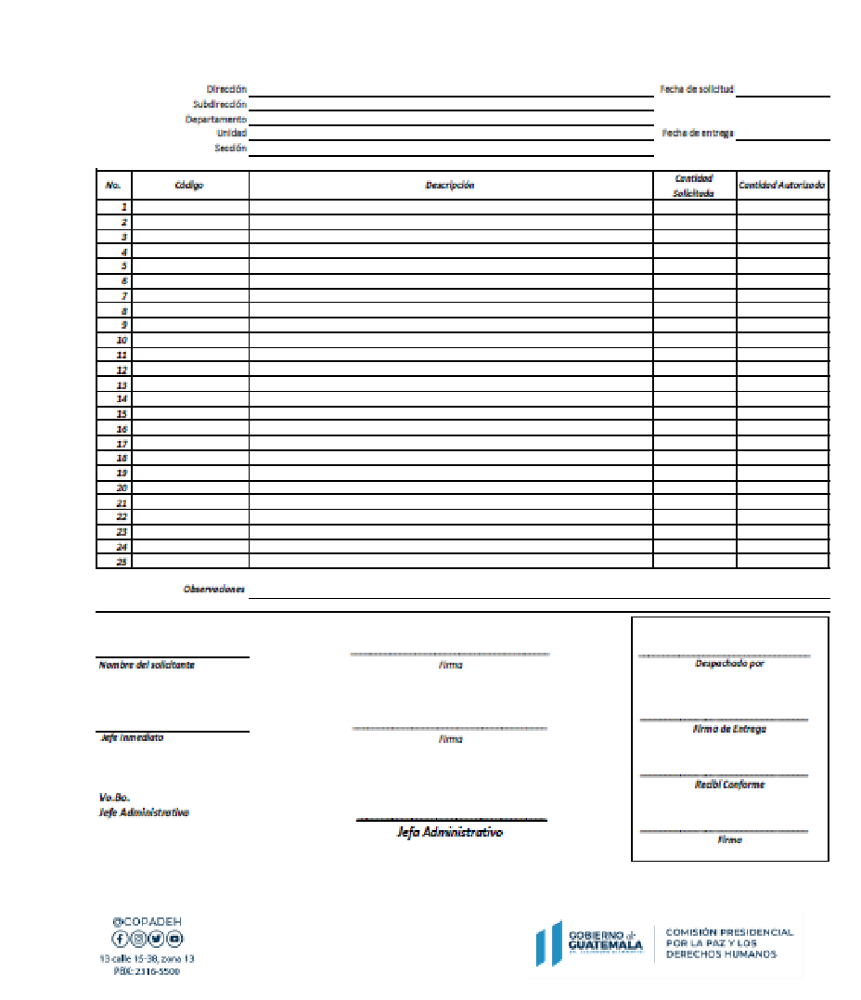 Dirección
Fecha de solicitud
Subdirección
Departamento
Unidad
Fecha de entrega
Sección
No. Código Descripción Cantidad Solicitada Cantidad Autorizada
1
2
3
4
5
6
7
8
9
10
11
12
13
14
15
16
17
18
19
20
21
22
23
24
25
Observaciones
Nombre del solicitante
Firma
Despachado por
Jefe Inmediato
Firma
Firma de Entrega
Recibí Conforme
Vo.Bo.
Jefe Administrativa
Jefa Administrativo
Firma
@COPADEH
13 calle 15-38, zona 13
PBX: 2316-5500
GOBIERNO de
GUATEMALA
COMISIÓN PRESIDENCIAL
POR LA PAZ Y LOS
DERECHOS HUMANOS